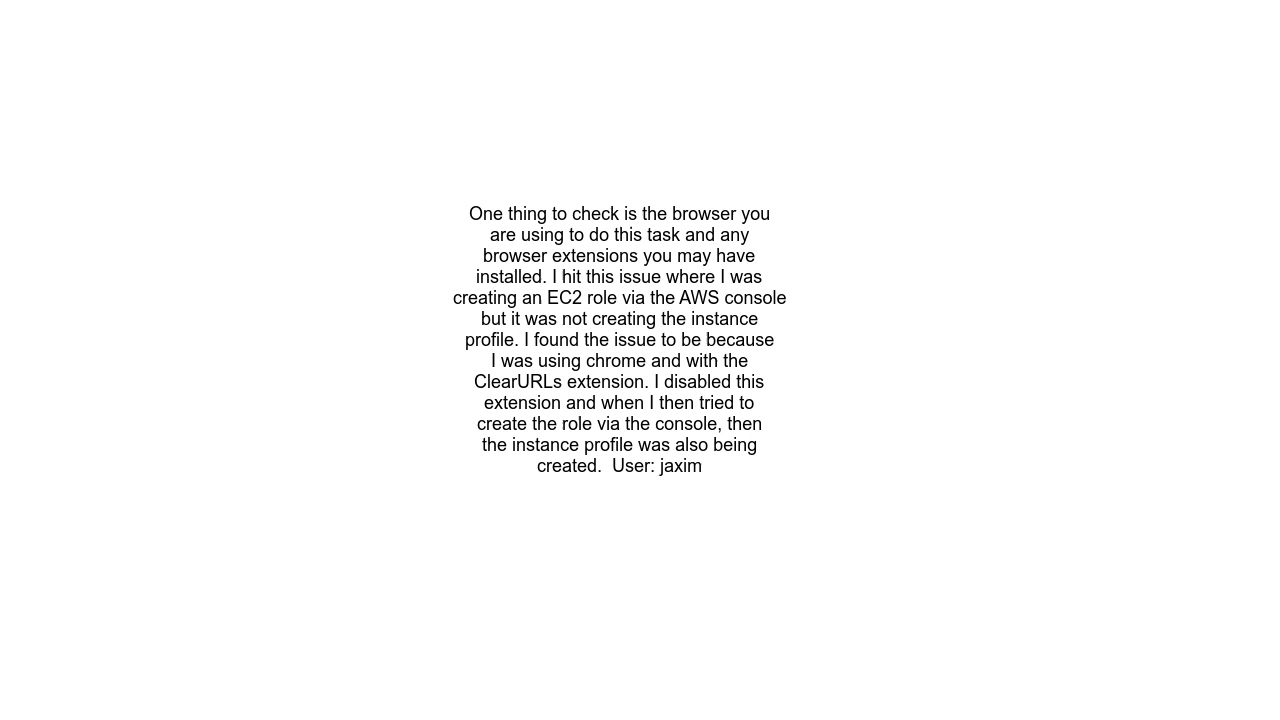 One thing to check is the browser you
are using to do this task and any
browser extensions you may have
installed. I hit this issue where I was
creating an EC2 role via the AWS console
but it was not creating the instance
profile. I found the issue to be because
I was using chrome and with the
ClearURLs extension. I disabled this
extension and when I then tried to
create the role via the console, then
the instance profile was also being
created.  User: jaxim